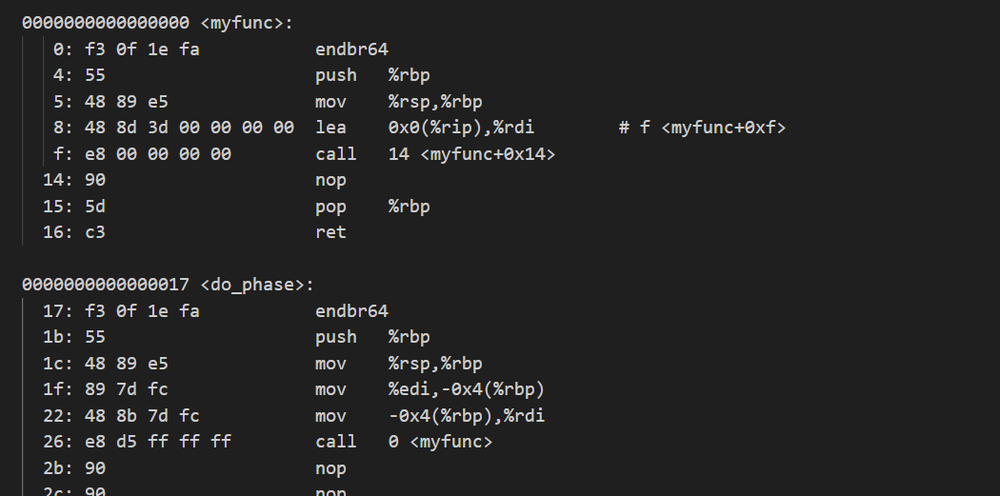 0000000000000000 <myfunc>:
0: f3 0f 1e fa endbr64
4: 55 push %rbp
5: 48 89 e5 mov %rsp,%rbp
8: 48 8d 3d 00 00 00 00 lea 0x0(%rip),%rdi # f <myfunc+0xf>
f: e8 00 00 00 00 call 14 <myfunc+0x14>
14: 90 nop
15: 5d pop %rbp
16: c3 ret
0000000000000017 <do_phase>:
17: f3 0f 1e fa endbr64
1b: 55 push %rbp
1c: 48 89 e5 mov %rsp,%rbp
1f: 89 7d fc mov %edi,-0x4(%rbp)
22: 48 8b 7d fc mov -0x4(%rbp),%rdi
26: e8 d5 ff ff ff call 0 <myfunc>
2b: 90 nop
2c: 90 nop